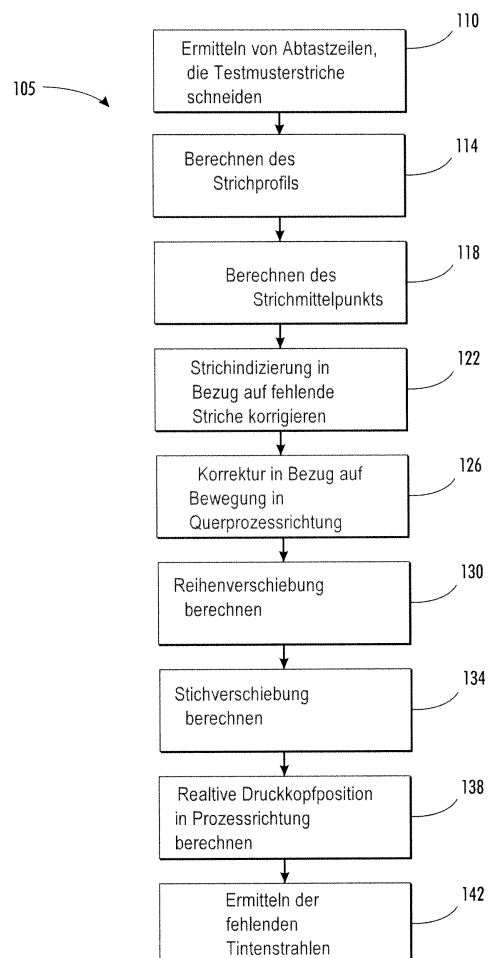 105
110
Ermitteln von Abtastzeilen,
die Testmusterstriche
schneiden
114
Berechnen des
Strichprofils
118
Berechnen des
Strichmittelpunkts
122
Strichindizierung in
Bezug auf fehlende
Striche korrigieren
126
Korrektur in Bezug auf
Bewegung in
Querprozessrichtung
130
Reihenverschiebung
berechnen
134
Stichverschiebung
berechnen
138
Realtive Druckkopfposition
in Prozessrichtung
berechnen
142
Ermitteln der
fehlenden
Tintenstrahlen